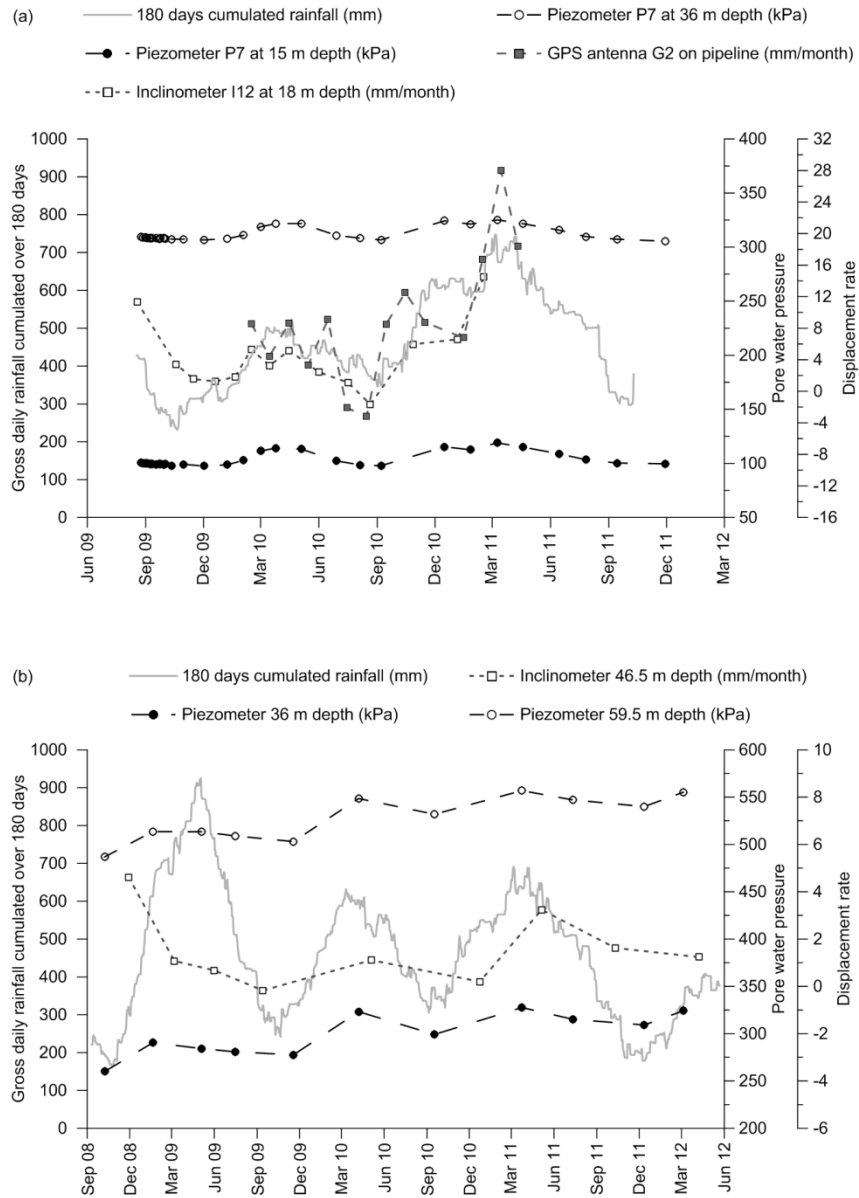 (a)
180 days cumulated rainfall (mm)
Piezometer P7 at 36 m depth (kPa)
Piezometer P7 at 15 m depth (kPa)
GPS antenna G2 on pipeline (mm/month)
Inclinometer I12 at 18 m depth (mm/month)
Gross daily rainfall cumulated over 180 days
1000
900
800
700
600
500
400
300
200
100
0
Pore water pressure
400
350
300
250
200
150
100
50
Displacement rate
32
28
24
20
16
12
8
4
0
-4
-8
-12
-16
Jun 09
Sep 09
Dec 09
Mar 10
Jun 10
Sep 10
Dec 10
Mar 11
Jun 11
Sep 11
Dec 11
Mar 12
(b)
180 days cumulated rainfall (mm)
Inclinometer 46.5 m depth (mm/month)
Piezometer 36 m depth (kPa)
Piezometer 59.5 m depth (kPa)
Gross daily rainfall cumulated over 180 days
1000
900
800
700
600
500
400
300
200
100
0
Pore water pressure
600
550
500
450
400
350
300
250
200
Displacement rate
10
8
6
4
2
0
-2
-4
-6
Sep 08
Dec 08
Mar 09
Jun 09
Sep 09
Dec 09
Mar 10
Jun 10
Sep 10
Dec 10
Mar 11
Jun 11
Sep 11
Dec 11
Mar 12
Jun 12